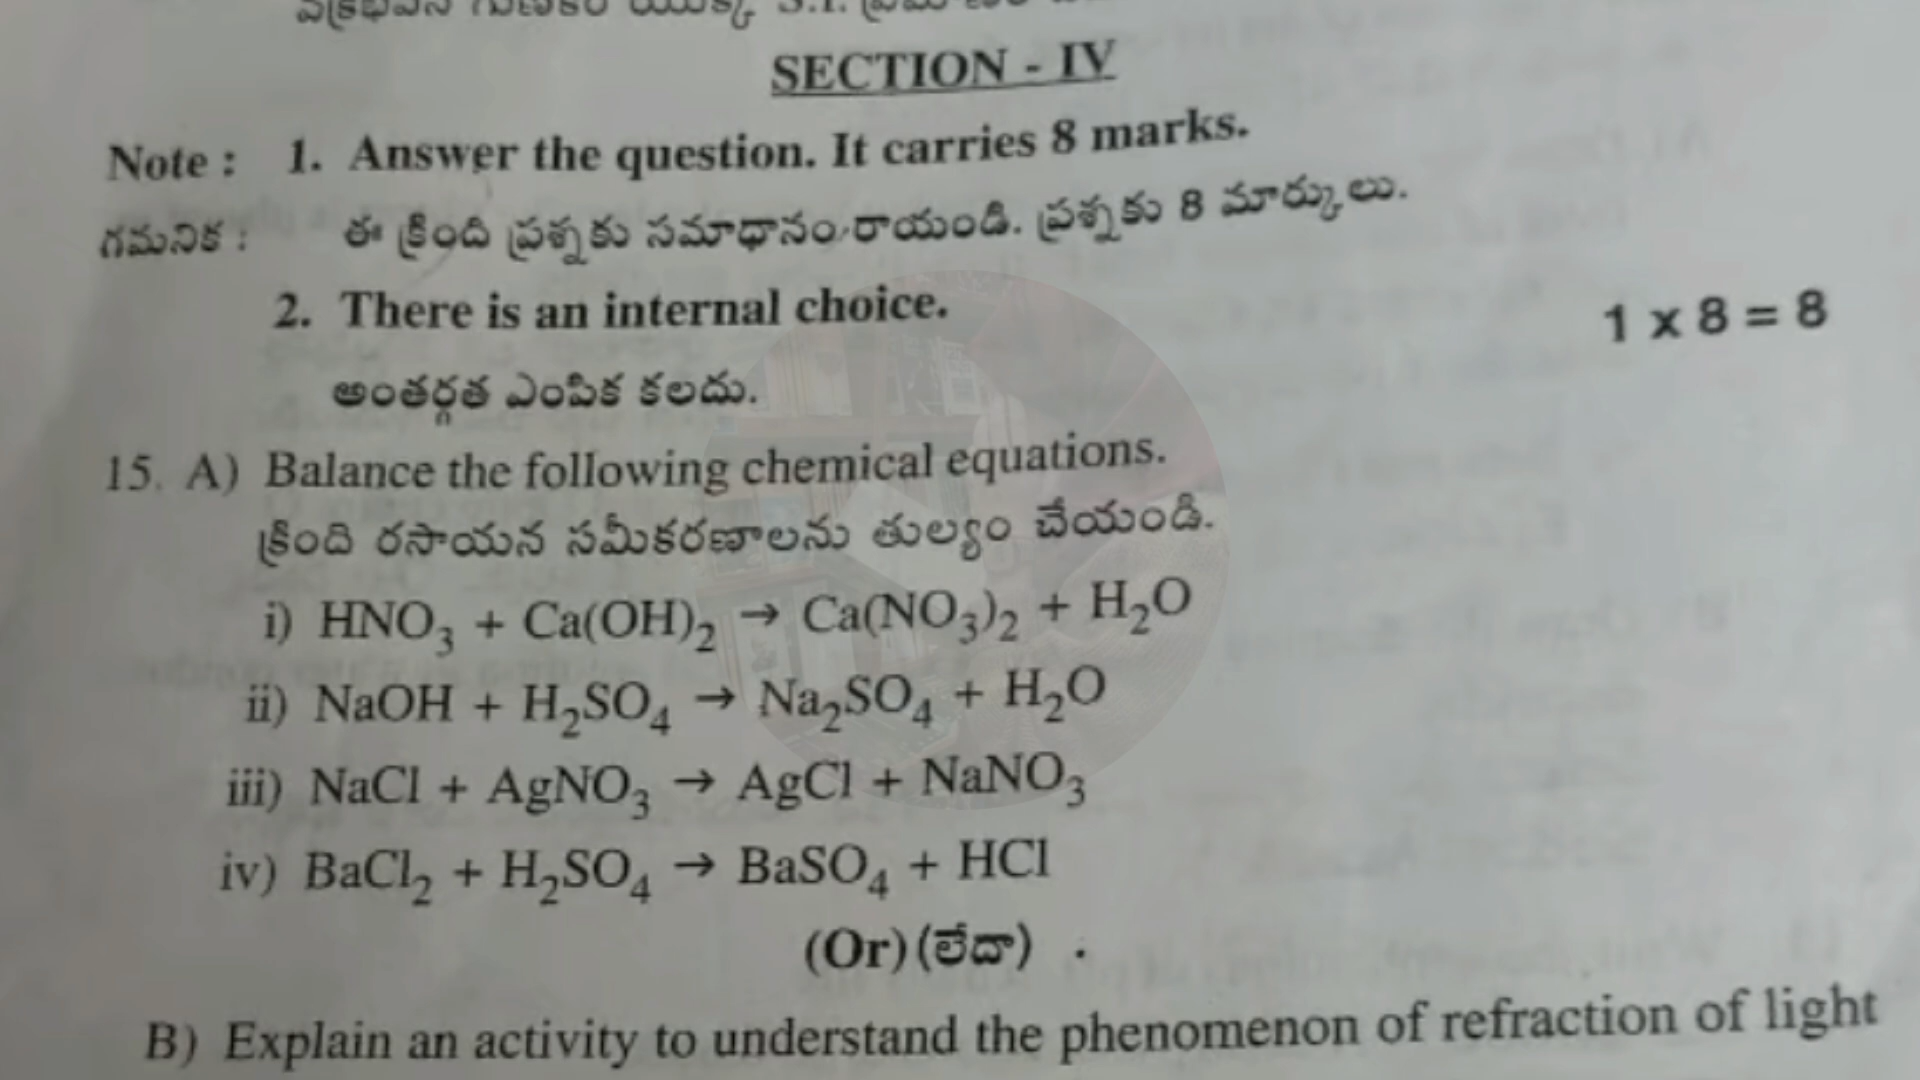 SECTION - IV
Note : 1. Answer the question. It carries 8 marks.
గమనిక : ఈ క్రింది ప్రశ్నకు సమాధానం రాయండి. ప్రశ్నకు 8 మార్కులు.
2. There is an internal choice.
1 x 8 = 8
అంతర్గత ఎంపిక కలదు.
15. A) Balance the following chemical equations.
క్రింది రసాయన సమీకరణాలను తుల్యం చేయండి.
i) HNO₃ + Ca(OH)₂ → Ca(NO₃)₂ + H₂O
ii) NaOH + H₂SO₄ → Na₂SO₄ + H₂O
iii) NaCl + AgNO₃ → AgCl + NaNO₃
iv) BaCl₂ + H₂SO₄ → BaSO₄ + HCl
(Or) (లేదా)
B) Explain an activity to understand the phenomenon of refraction of light